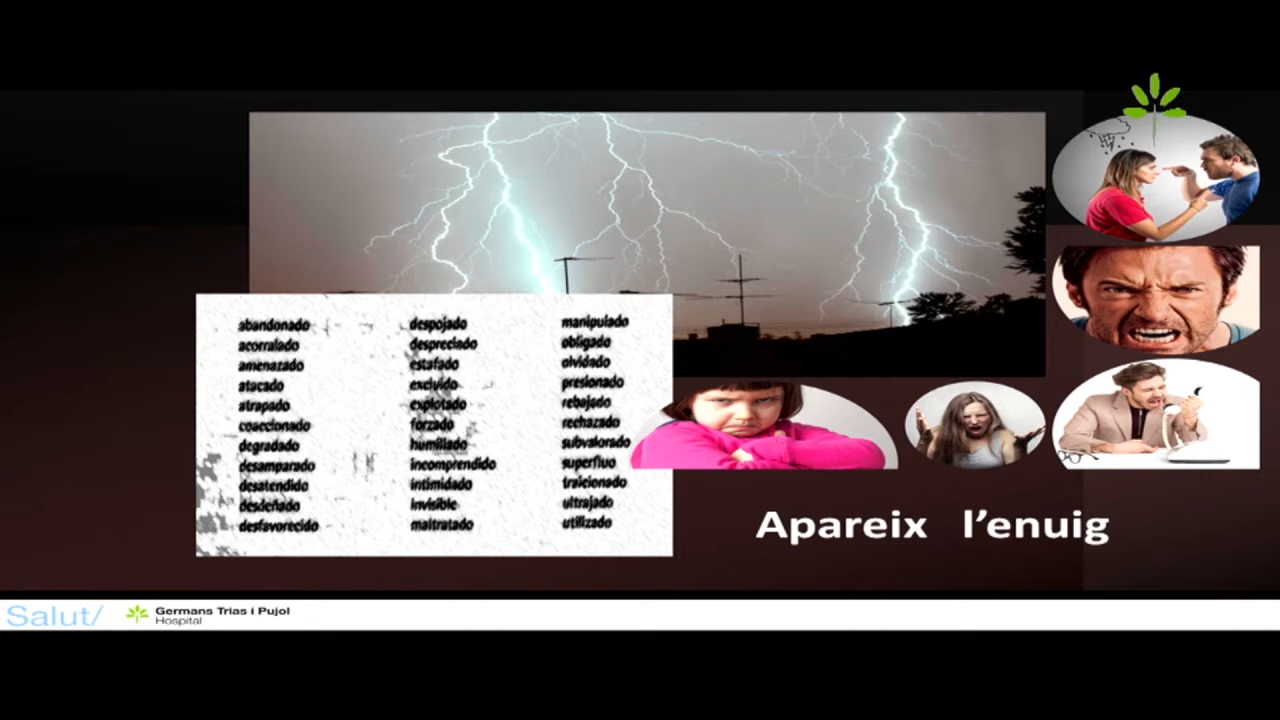 abandonado
acorralado
amenazado
atacado
atrapado
coaccionado
degradado
desamparado
desatendido
desdeñado
desfavorecido
despojado
despreciado
estafado
excluido
explotado
forzado
humillado
incomprendido
intimidado
invisible
maltratado
manipulado
obligado
olvidado
presionado
rebajado
rechazado
subvalorado
superfluo
traicionado
ultrajado
utilizado
Apareix l’enuig
Salut/
Germans Trias i Pujol
Hospital